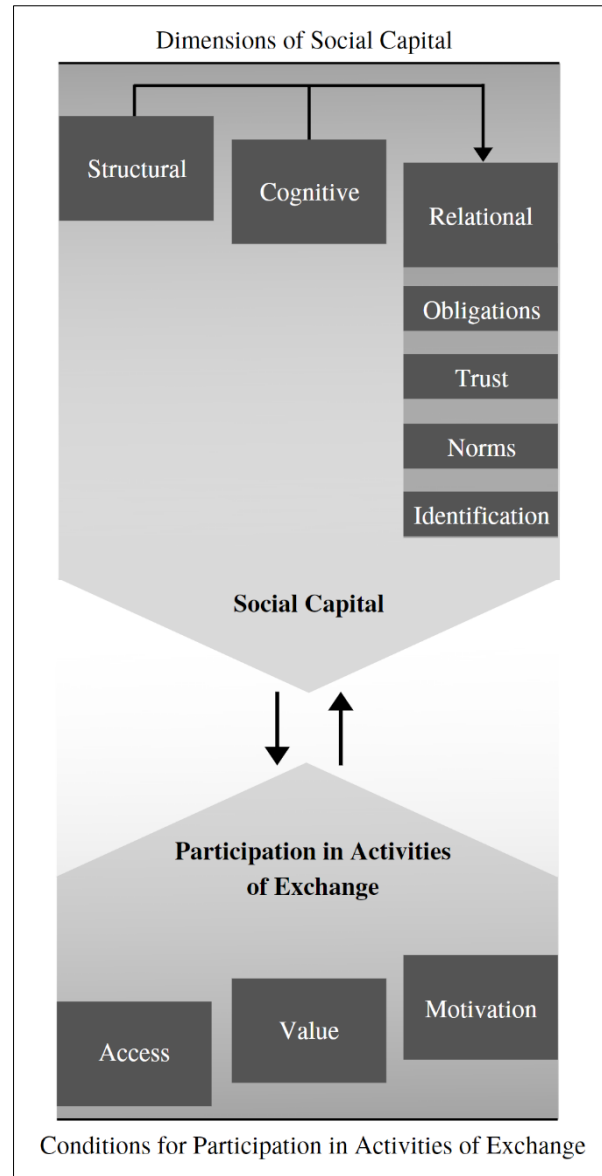 Dimensions of Social Capital
Structural
Cognitive
Relational
Obligations
Trust
Norms
Identification
Social Capital
Participation in Activities
of Exchange
Access
Value
Motivation
Conditions for Participation in Activities of Exchange